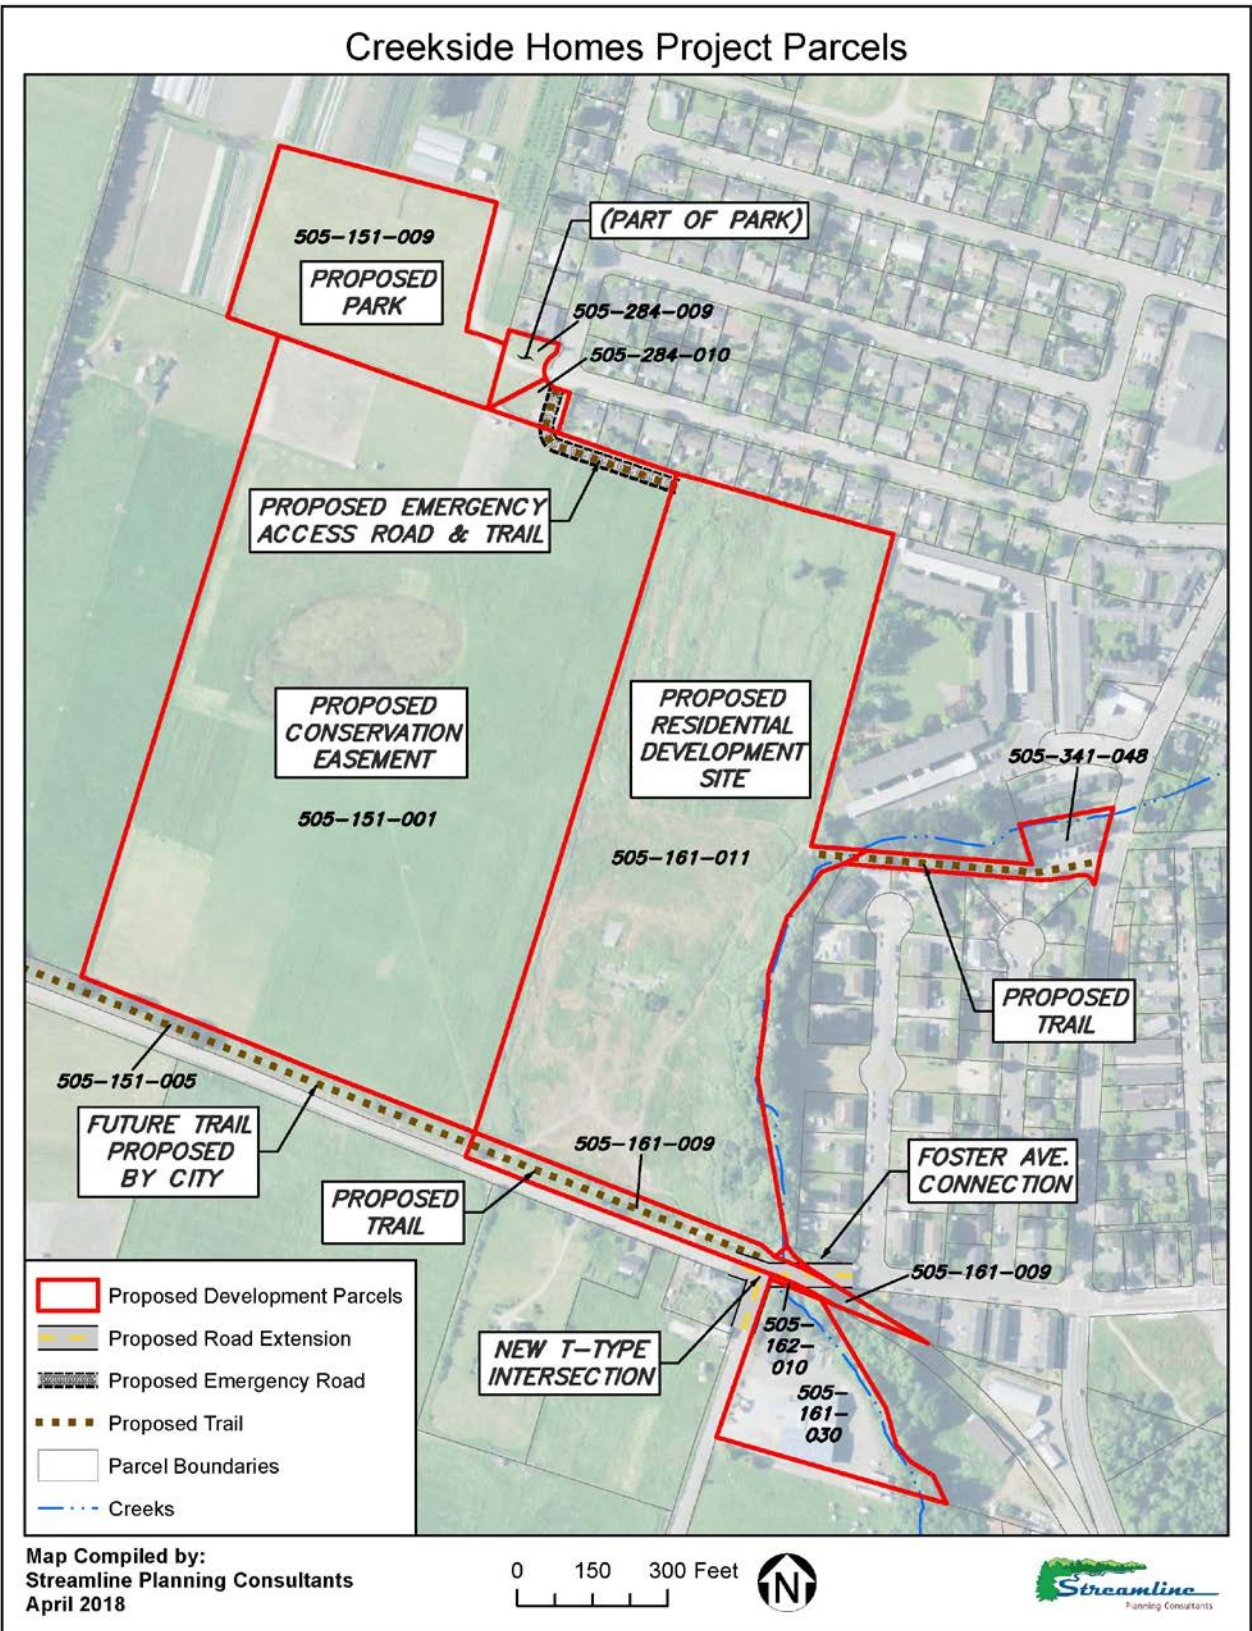 Creekside Homes Project Parcels
(PART OF PARK)
505-151-009
PROPOSED
PARK
505-284-009
505-284-010
PROPOSED EMERGENCY
ACCESS ROAD & TRAIL
PROPOSED
CONSERVATION
EASEMENT
505-151-001
PROPOSED
RESIDENTIAL
DEVELOPMENT
SITE
505-161-011
505-341-048
PROPOSED
TRAIL
505-151-005
FUTURE TRAIL
PROPOSED
BY CITY
PROPOSED
TRAIL
505-161-009
FOSTER AVE.
CONNECTION
505-161-009
NEW T-TYPE
INTERSECTION
505-
162-
010
505-
161-
030
Proposed Development Parcels
Proposed Road Extension
Proposed Emergency Road
Proposed Trail
Parcel Boundaries
Creeks
Map Compiled by:
Streamline Planning Consultants
April 2018
0 150 300 Feet
N
Streamline
Planning Consultants